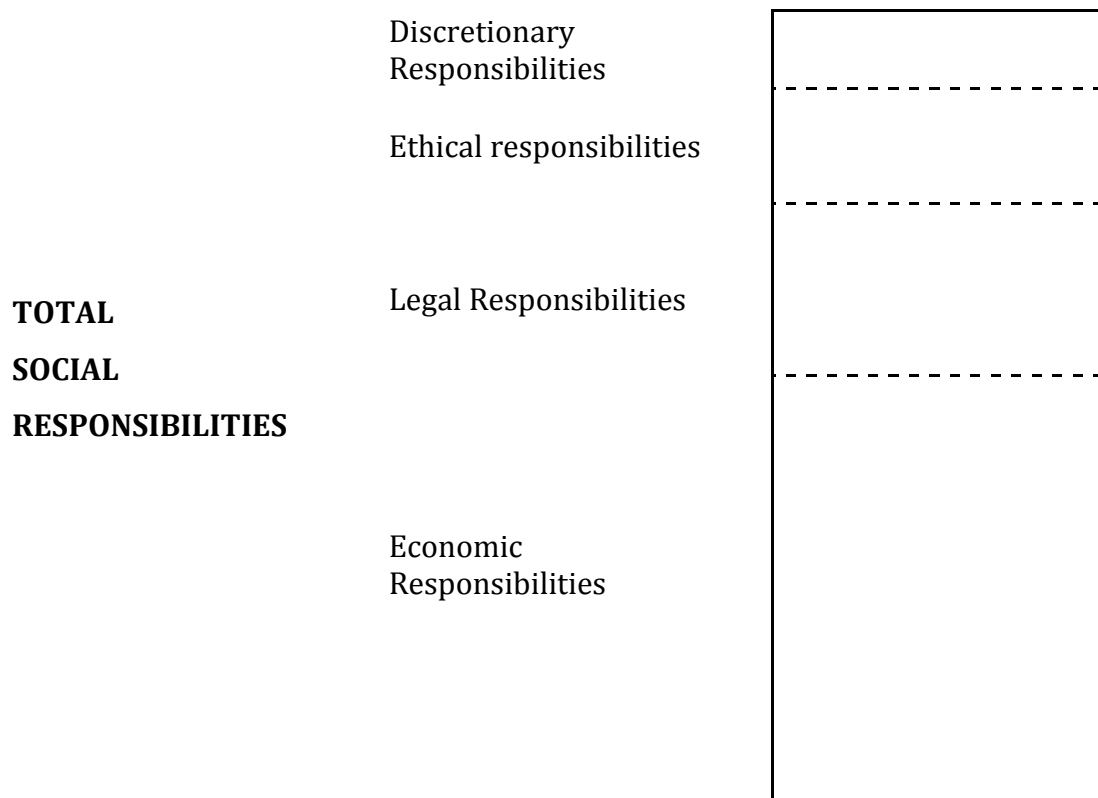 Discretionary
Responsibilities
Ethical responsibilities
Legal Responsibilities
TOTAL
SOCIAL
RESPONSIBILITIES
Economic
Responsibilities